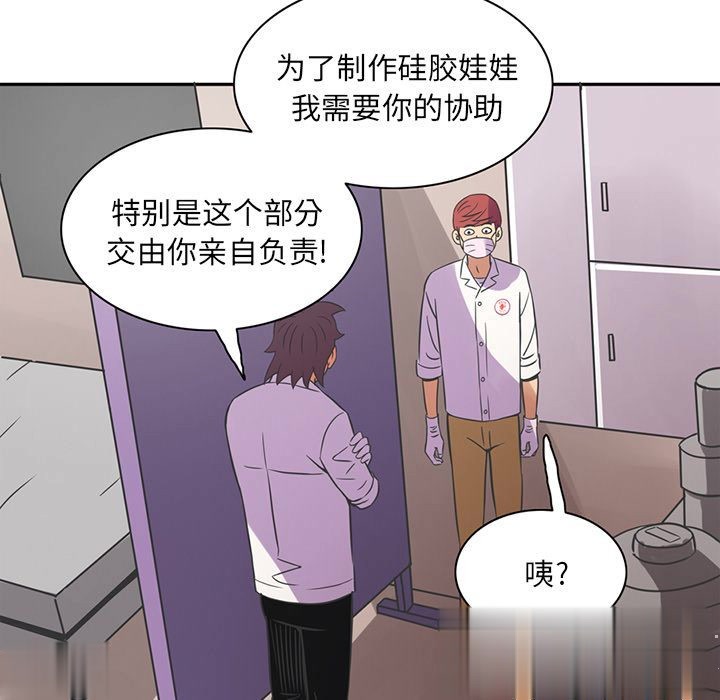 为了制作硅胶娃娃
我需要你的协助
特别是这个部分
交由你亲自负责!
咦?